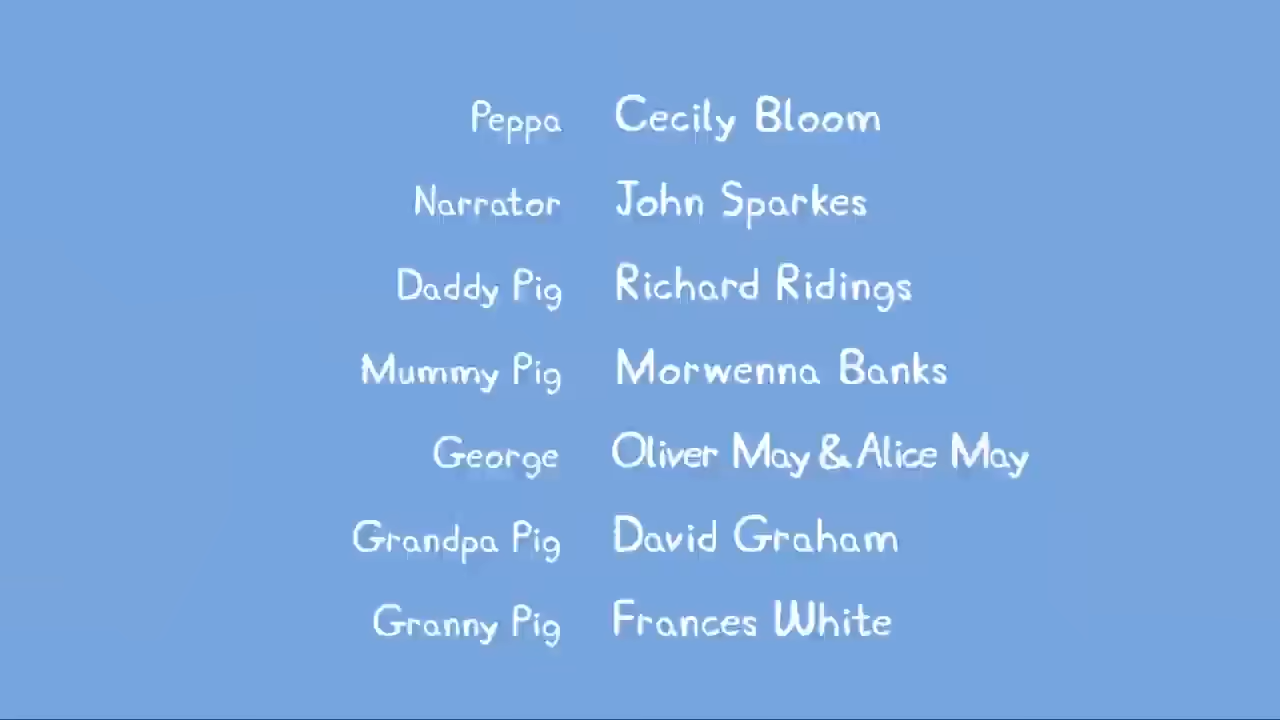 Peppa Cecily Bloom
Narrator John Sparkes
Daddy Pig Richard Ridings
Mummy Pig Morwenna Banks
George Oliver May & Alice May
Grandpa Pig David Graham
Granny Pig Frances White